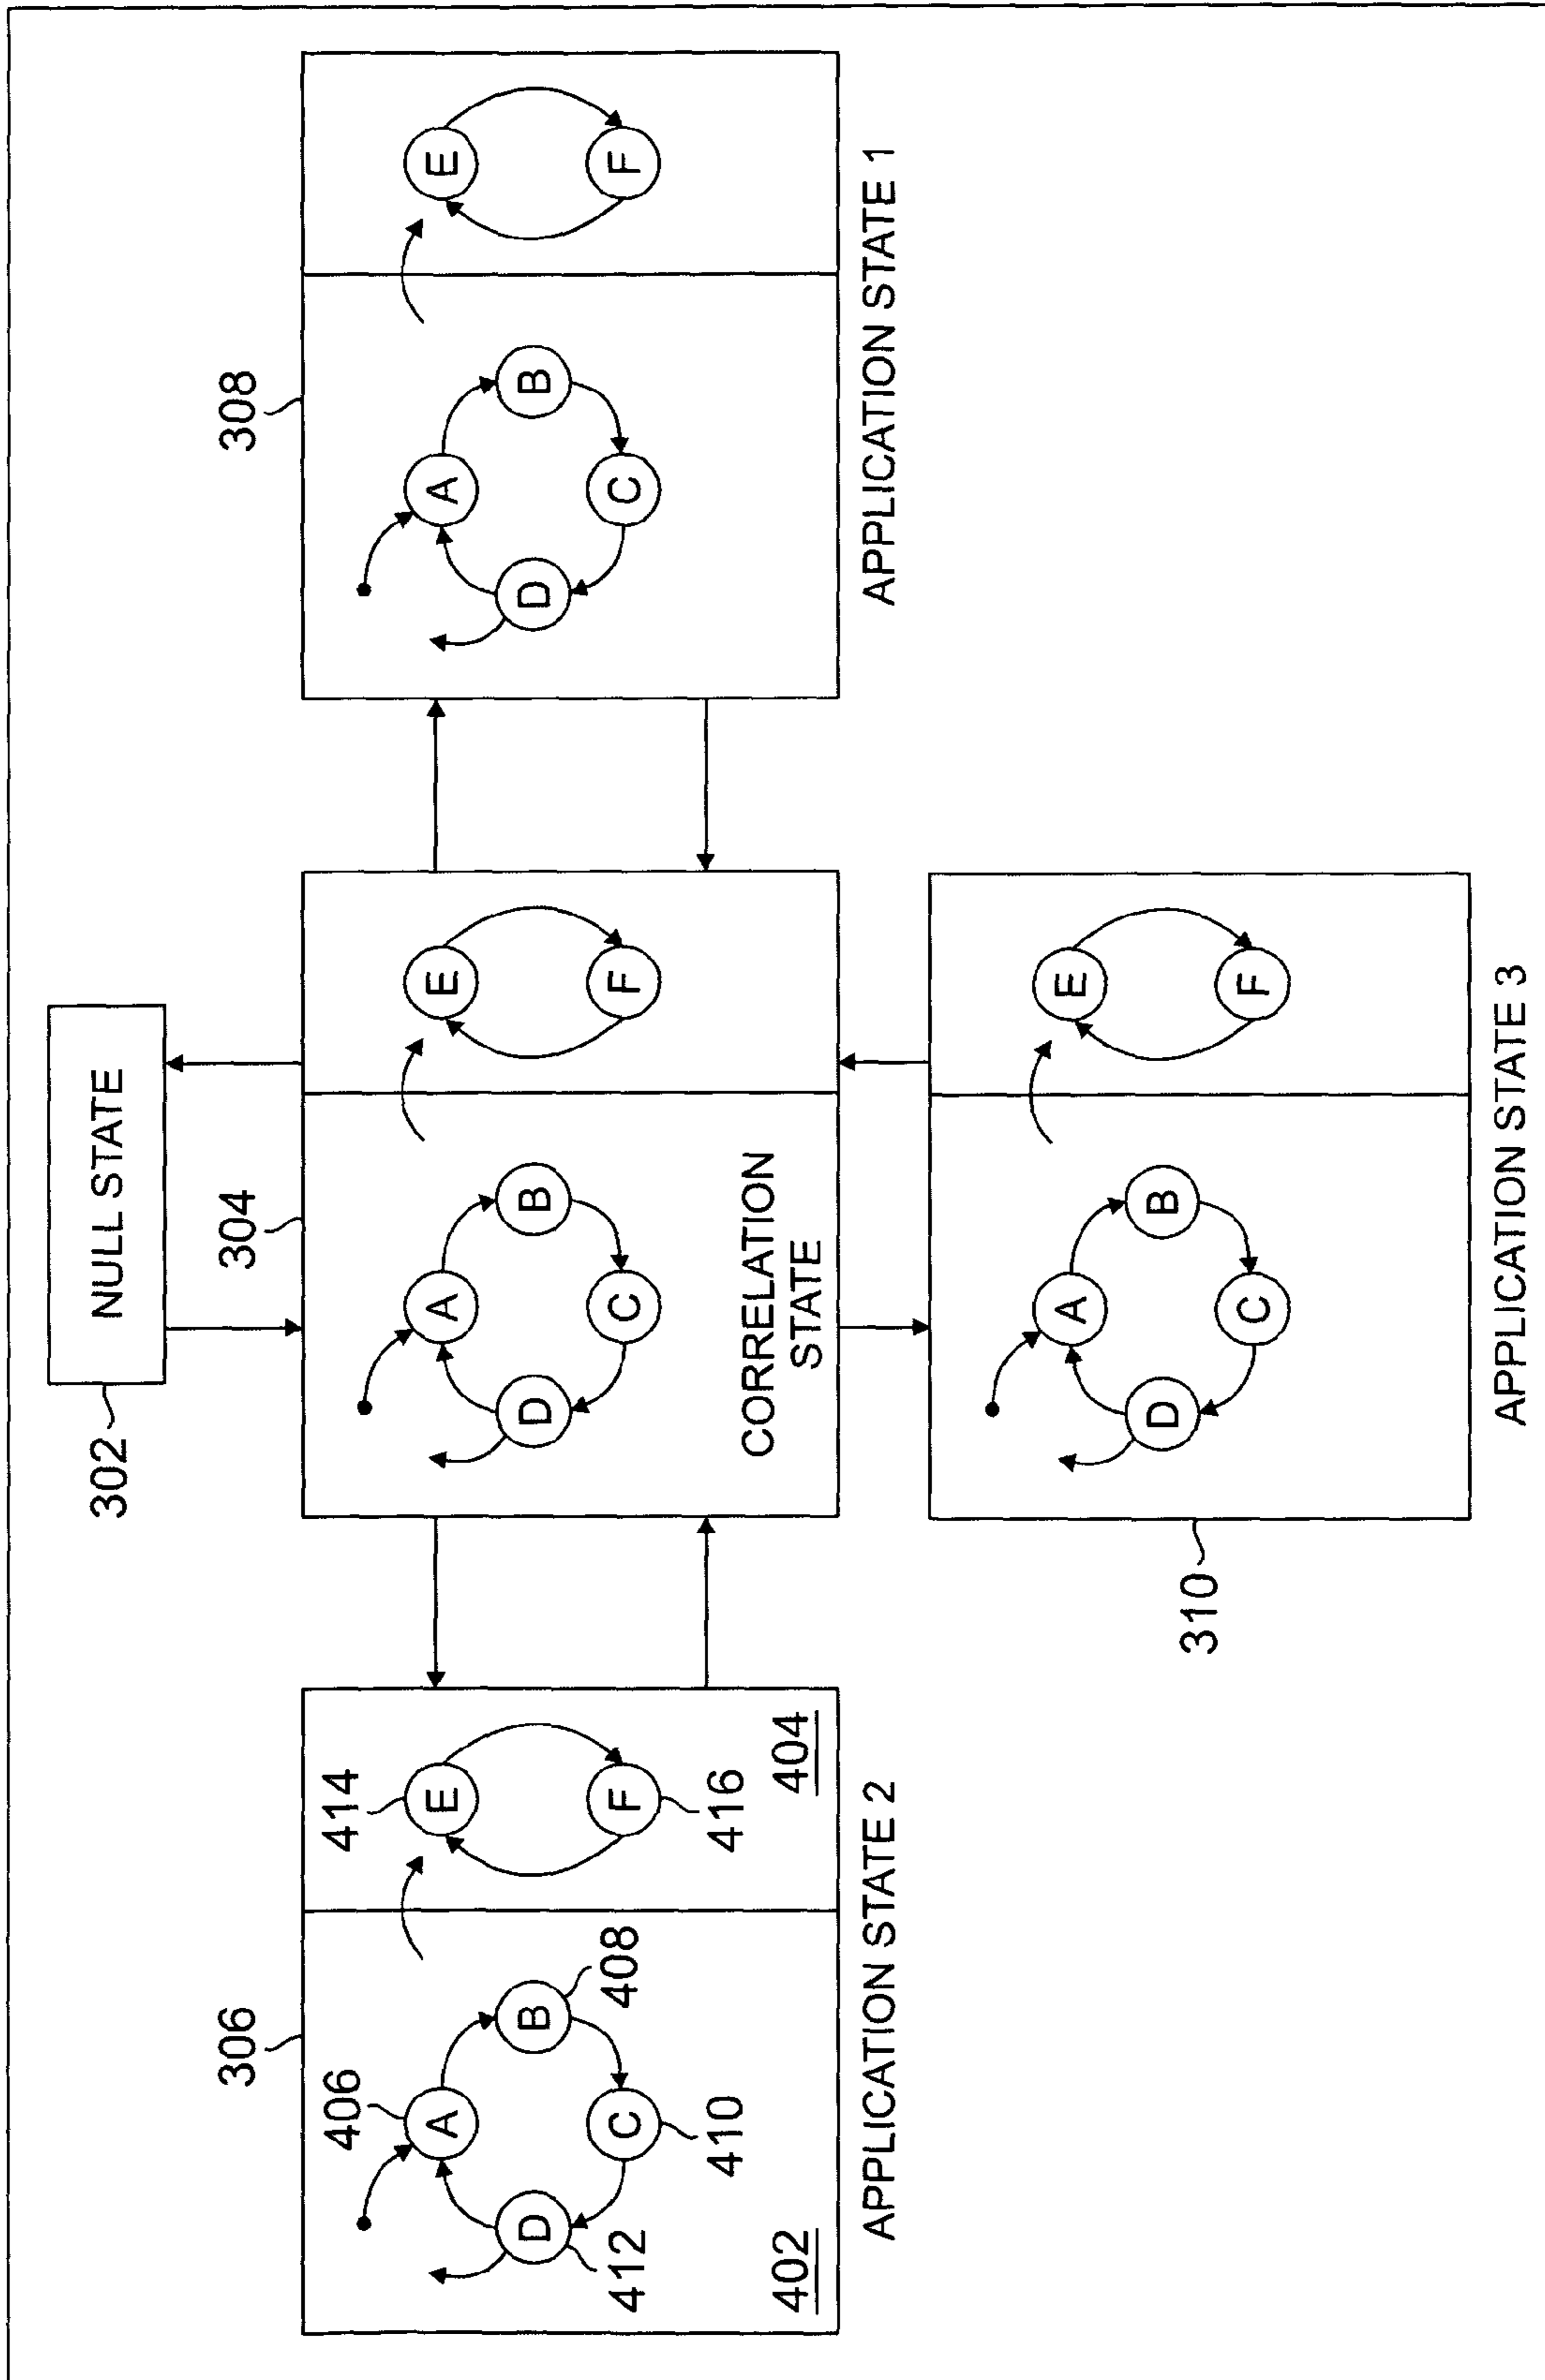 302
NULL STATE
306
304
308
406
A
B
408
C
410
D
412
402
414
E
F
416
404
APPLICATION STATE 2
A
B
C
D
E
F
CORRELATION
STATE
A
B
C
D
E
F
APPLICATION STATE 1
310
A
B
C
D
E
F
APPLICATION STATE 3